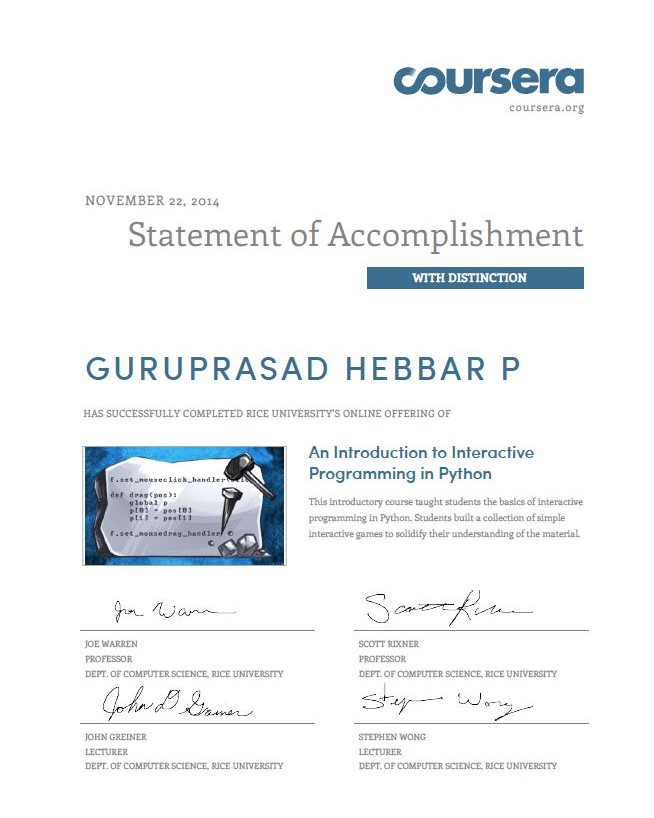 coursera
coursera.org
NOVEMBER 22, 2014
Statement of Accomplishment
WITH DISTINCTION
GURUPRASAD HEBBAR P
HAS SUCCESSFULLY COMPLETED RICE UNIVERSITY'S ONLINE OFFERING OF
f.set_mouseclick_handler
def drag(pos):
global p
p[0] = pos[0]
p[1] = pos[1]
f.set_mousedrag_handler
An Introduction to Interactive
Programming in Python
This introductory course taught students the basics of interactive
programming in Python. Students built a collection of simple
interactive games to solidify their understanding of the material.
Joe Warren
Scott Rixner
JOE WARREN
PROFESSOR
DEPT. OF COMPUTER SCIENCE, RICE UNIVERSITY
SCOTT RIXNER
PROFESSOR
DEPT. OF COMPUTER SCIENCE, RICE UNIVERSITY
John D Greiner
Stephen Wong
JOHN GREINER
LECTURER
DEPT. OF COMPUTER SCIENCE, RICE UNIVERSITY
STEPHEN WONG
LECTURER
DEPT. OF COMPUTER SCIENCE, RICE UNIVERSITY